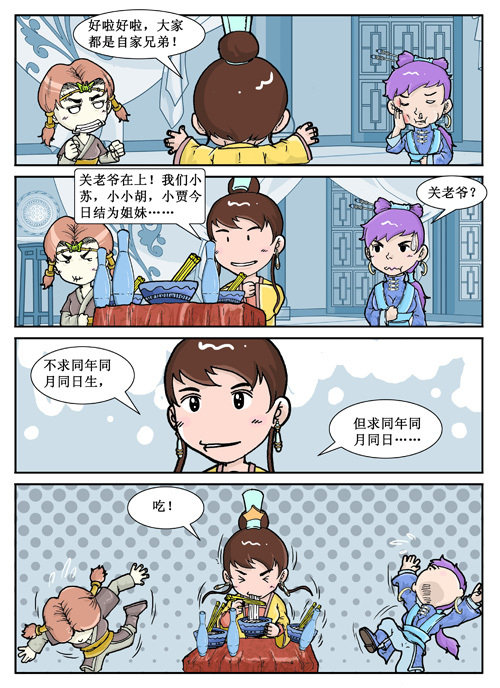 好啦好啦，大家
都是自家兄弟！
关老爷在上！我们小
苏，小小胡，小贾今
日结为姐妹……
关老爷？
不求同年同
月同日生，
但求同年同
月同日……
吃！